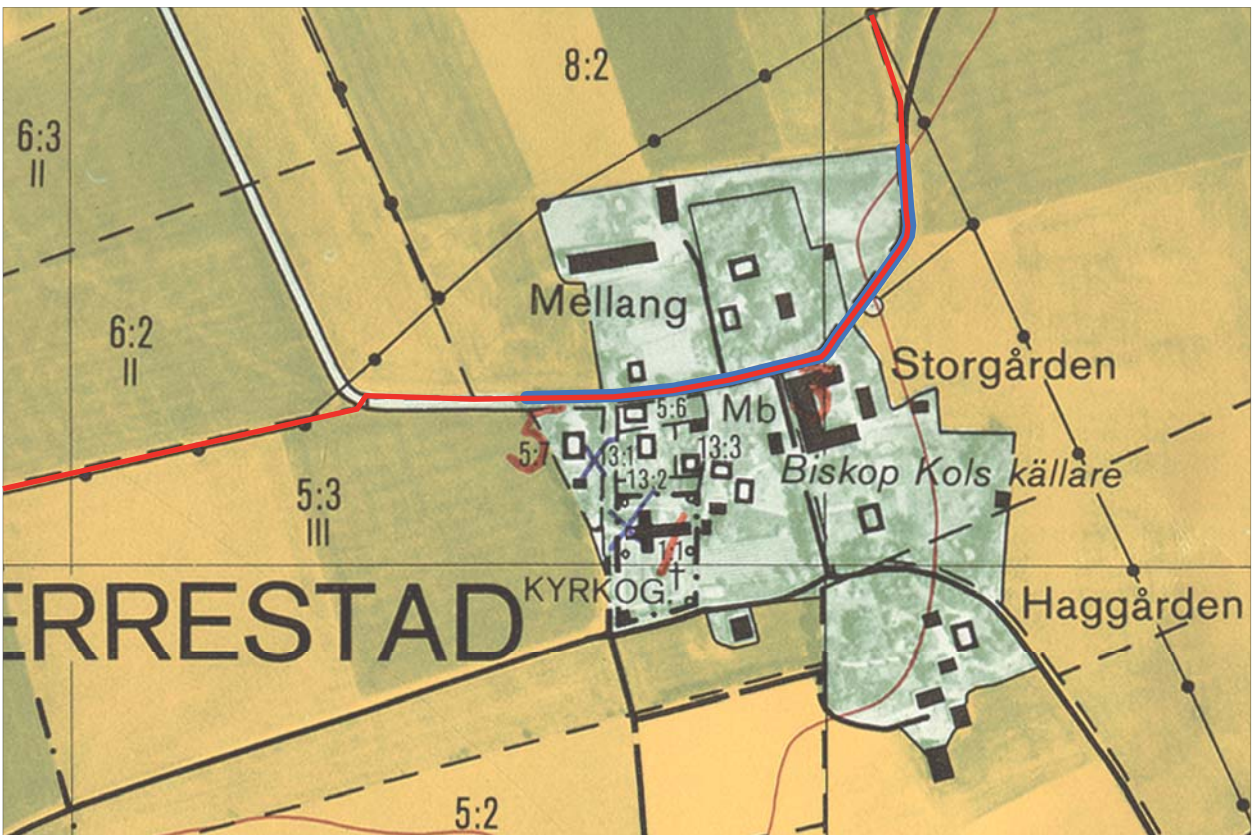 8:2
6:3
II
Mellang
6:2
II
Storgården
5:6
Mb
5:7
13:1
13:3
13:2
Biskop Kols källare
5:3
III
1:1
KYRKOG.
ERRESTAD
Haggården
5:2